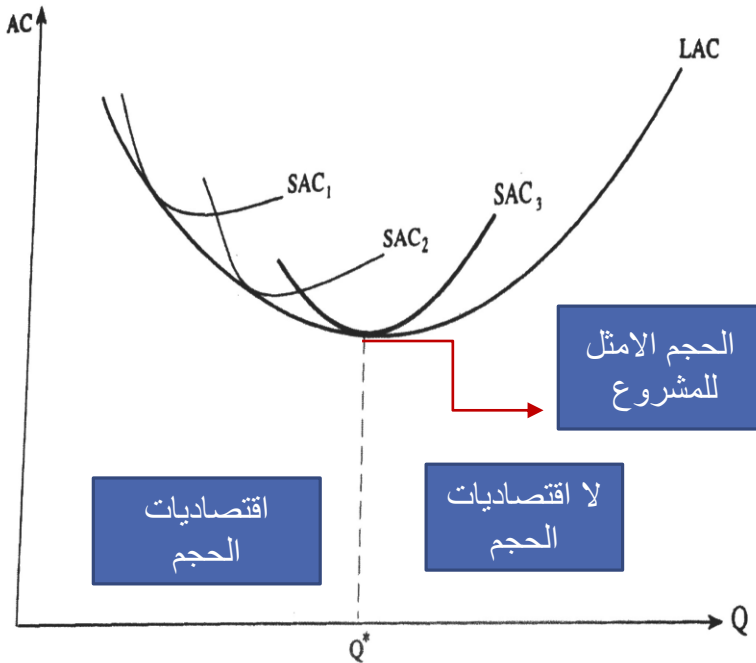 AC
LAC
SAC₁
SAC₃
SAC₂
الحجم الامثل
للمشروع
اقتصاديات
الحجم
لا اقتصاديات
الحجم
Q
Q*